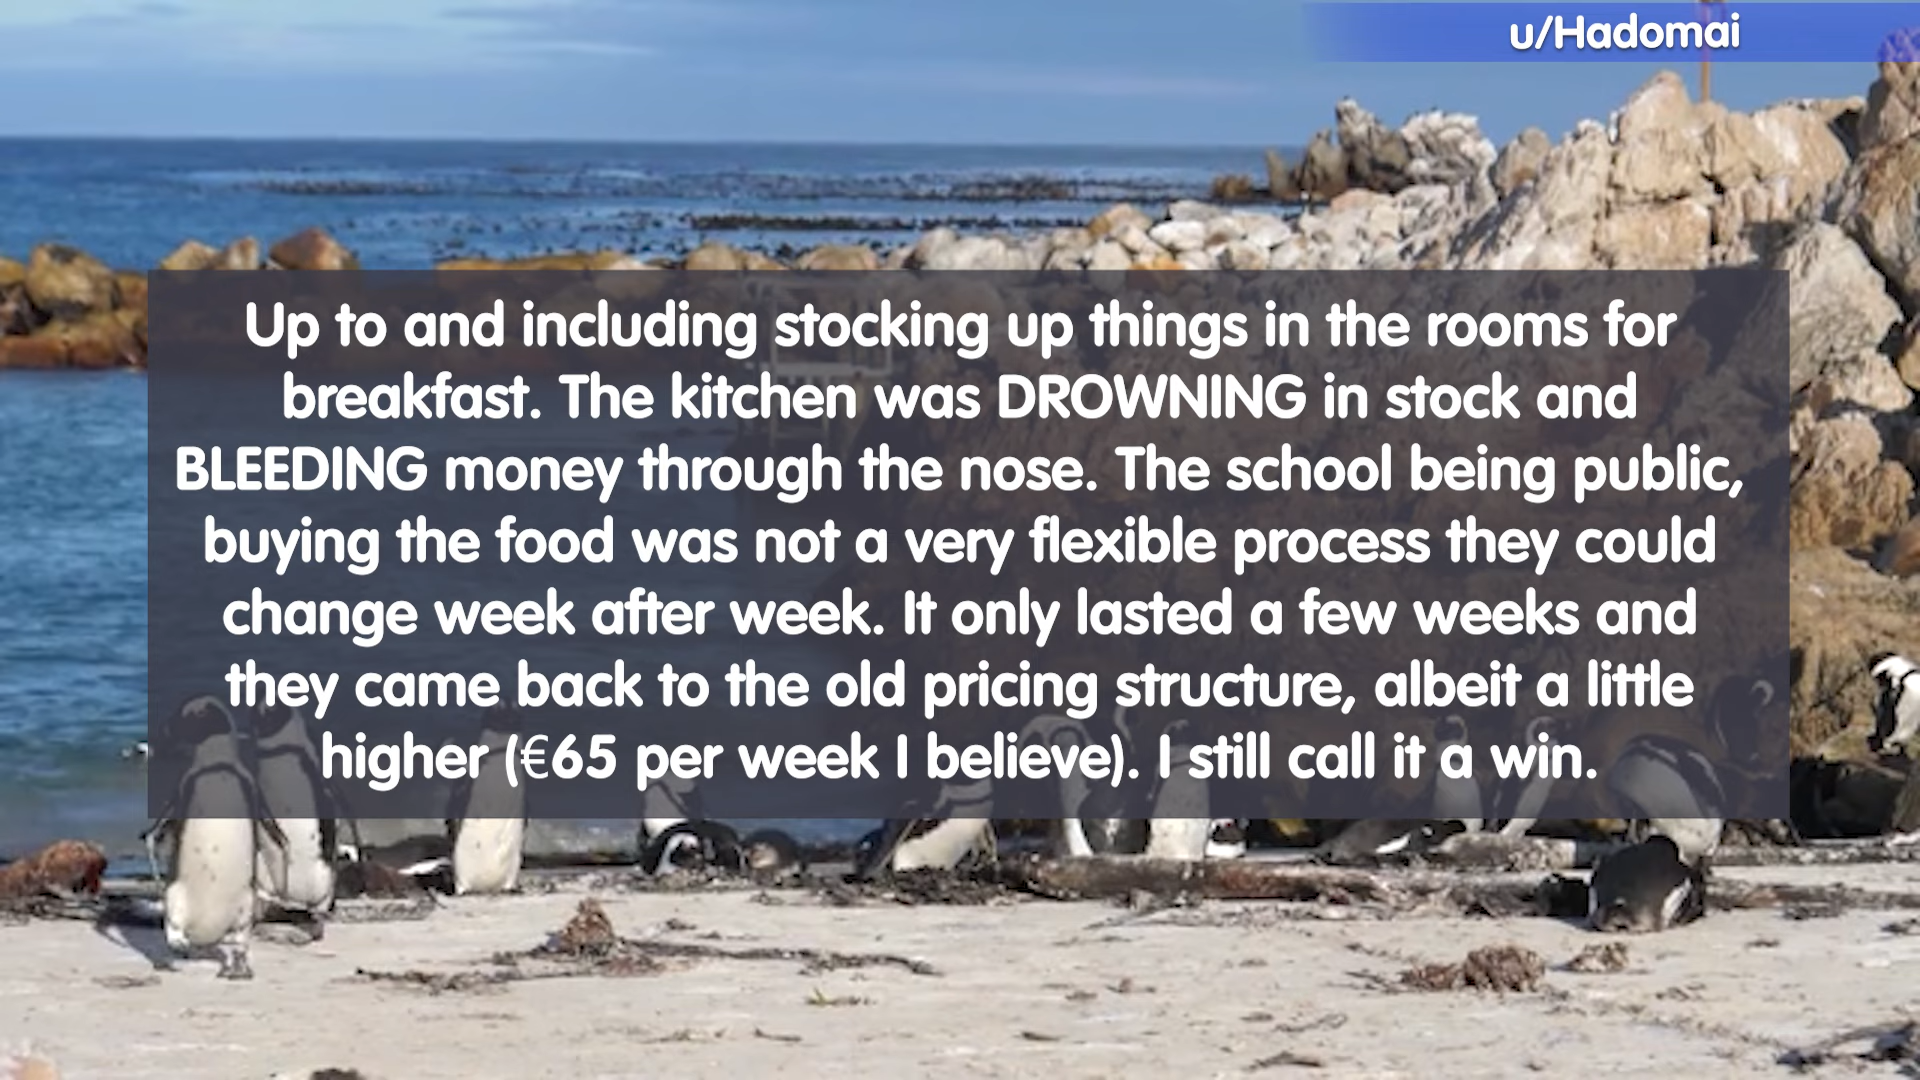 u/Hadomai
Up to and including stocking up things in the rooms for
breakfast. The kitchen was DROWNING in stock and
BLEEDING money through the nose. The school being public,
buying the food was not a very flexible process they could
change week after week. It only lasted a few weeks and
they came back to the old pricing structure, albeit a little
higher (€65 per week I believe). I still call it a win.